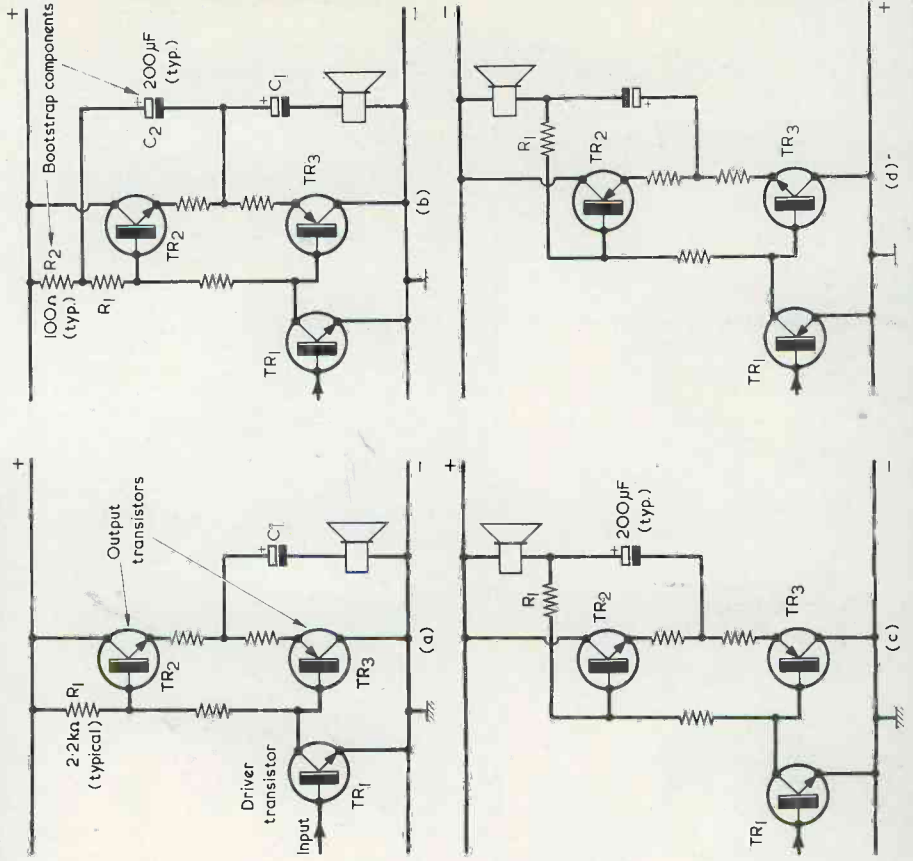 +
2·2kΩ
(typical)
R1
Output
transistors
TR2
C1
+
Driver
transistor
Input
TR1
TR3
(a)
−
+
Bootstrap components
R2
100Ω
(typ.)
R1
+
200μF
(typ.)
C2
TR2
+
C1
TR3
TR1
(b)
−
+
R1
200μF
(typ.)
+
TR2
TR3
TR1
(c)
−
−
R1
TR2
+
TR3
TR1
(d)
+